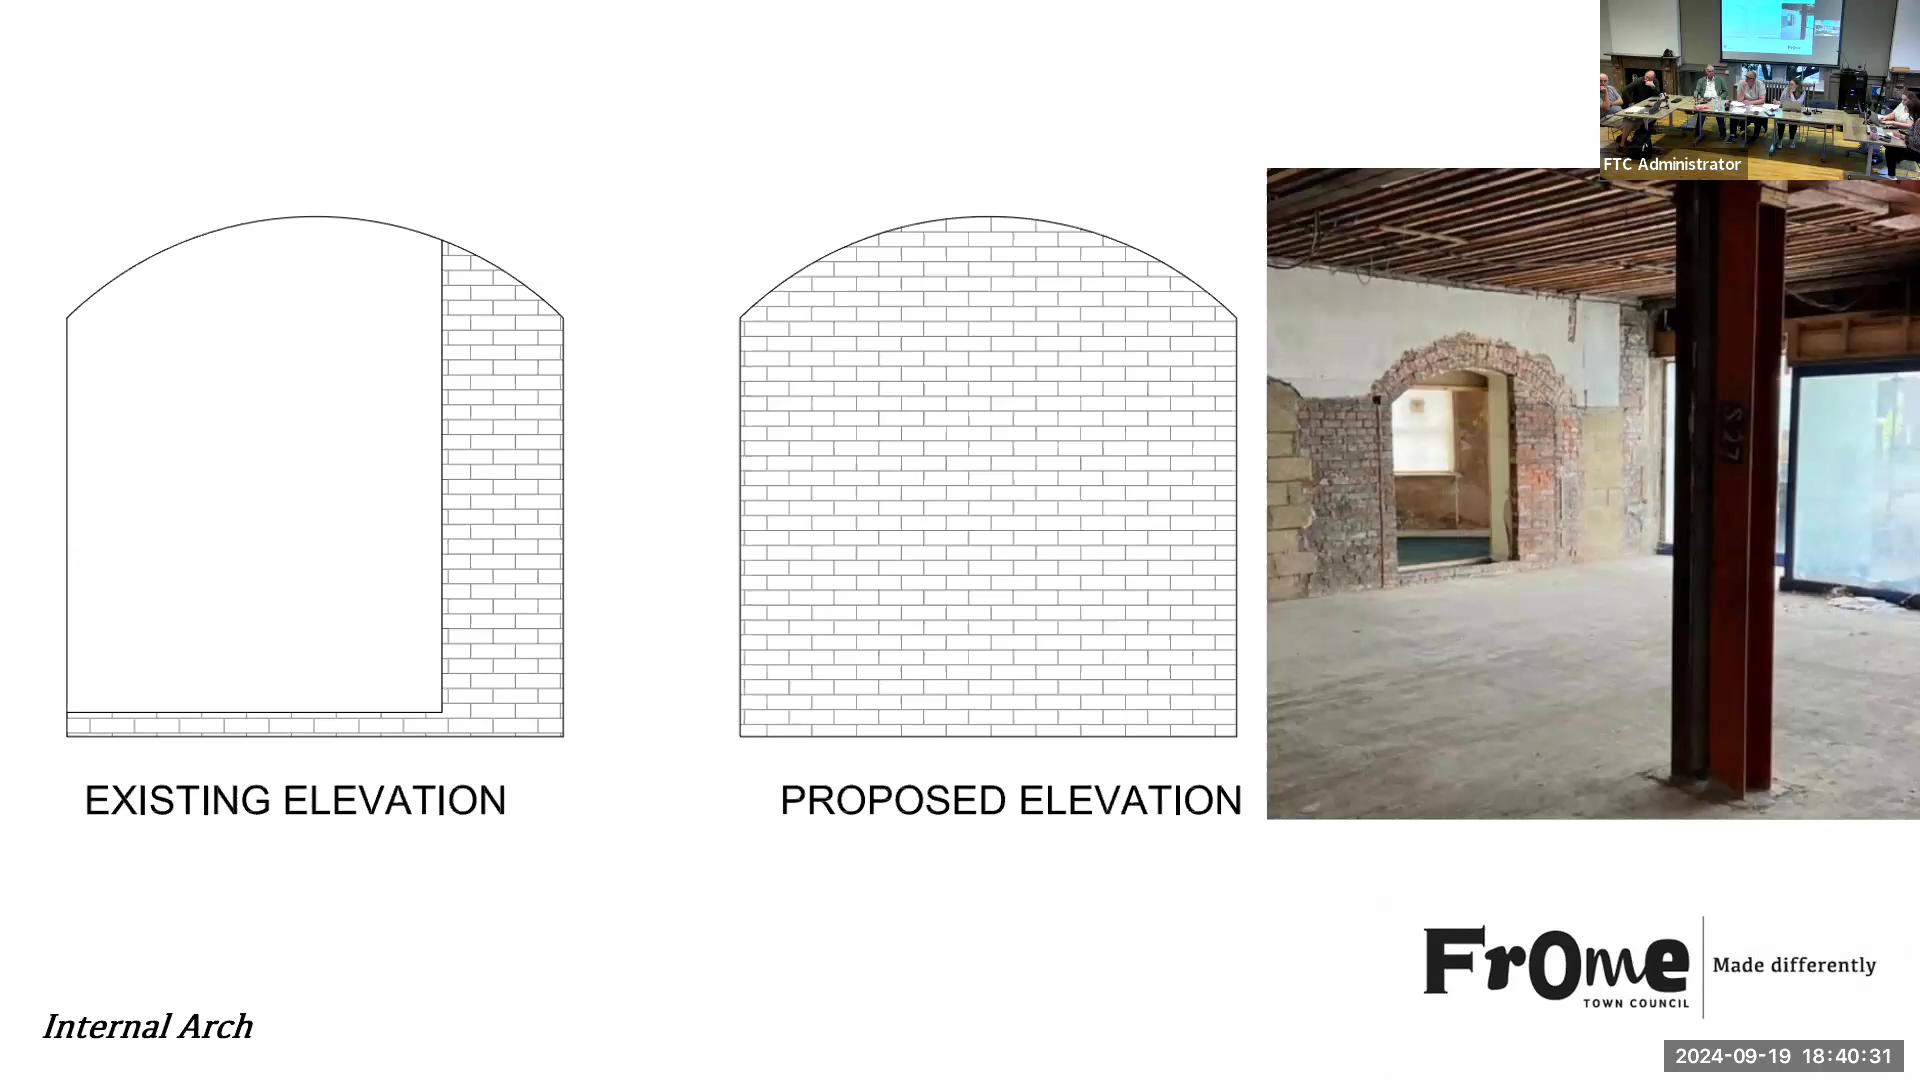 FTC Administrator
EXISTING ELEVATION
PROPOSED ELEVATION
Frome
TOWN COUNCIL
Made differently
Internal Arch
2024-09-19 18:40:31